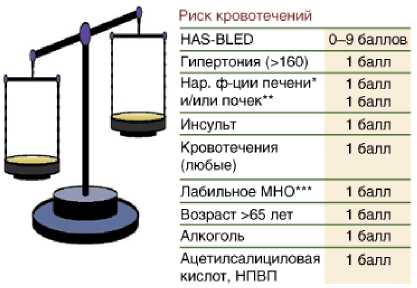 Риск кровотечений
HAS-BLED 0–9 баллов
Гипертония (>160) 1 балл
Нар. ф-ции печени* 1 балл
и/или почек** 1 балл
Инсульт 1 балл
Кровотечения 1 балл
(любые)
Лабильное МНО*** 1 балл
Возраст >65 лет 1 балл
Алкоголь 1 балл
Ацетилсалициловая 1 балл
кислот, НПВП